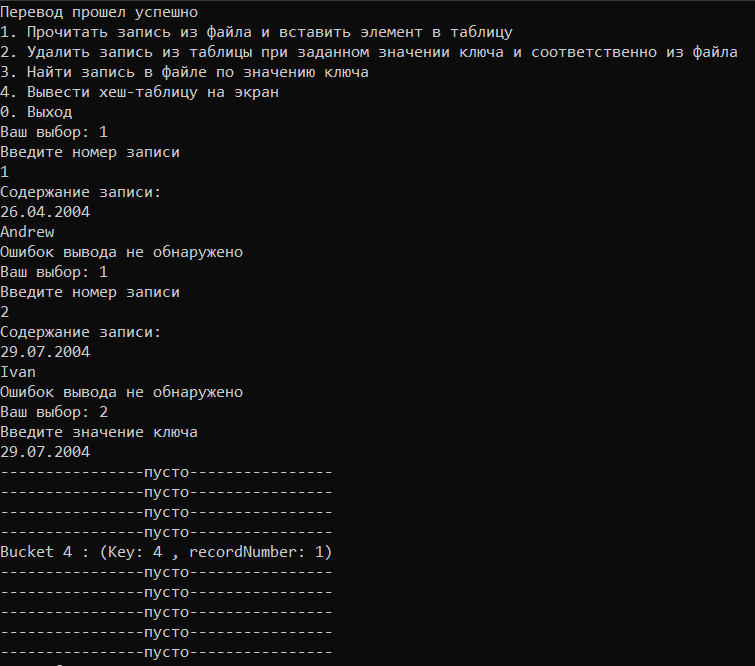 Перевод прошел успешно
1. Прочитать запись из файла и вставить элемент в таблицу
2. Удалить запись из таблицы при заданном значении ключа и соответственно из файла
3. Найти запись в файле по значению ключа
4. Вывести хеш-таблицу на экран
0. Выход
Ваш выбор: 1
Введите номер записи
1
Содержание записи:
26.04.2004
Andrew
Ошибок вывода не обнаружено
Ваш выбор: 1
Введите номер записи
2
Содержание записи:
29.07.2004
Ivan
Ошибок вывода не обнаружено
Ваш выбор: 2
Введите значение ключа
29.07.2004
----------------пусто----------------
----------------пусто----------------
----------------пусто----------------
----------------пусто----------------
Bucket 4 : (Key: 4 , recordNumber: 1)
----------------пусто----------------
----------------пусто----------------
----------------пусто----------------
----------------пусто----------------
----------------пусто----------------